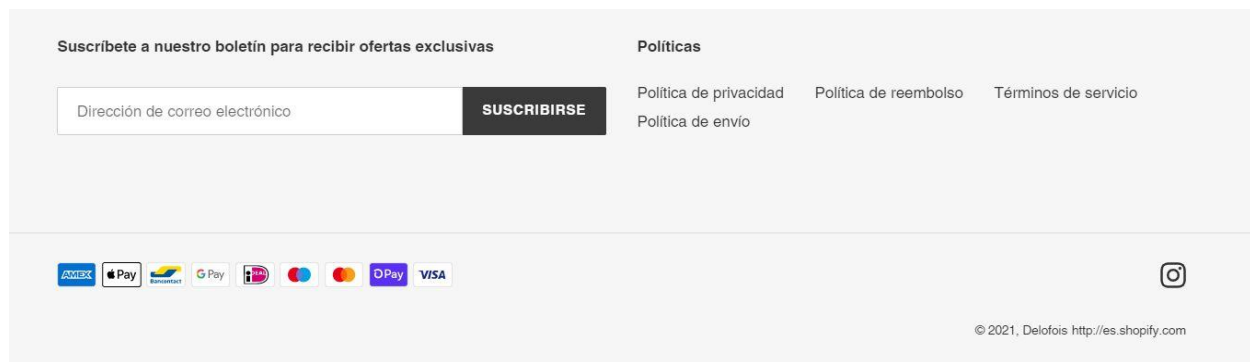 Suscríbete a nuestro boletín para recibir ofertas exclusivas
Dirección de correo electrónico
SUSCRIBIRSE
Políticas
Política de privacidad Política de reembolso Términos de servicio
Política de envío
AMEX Pay Bancontact G Pay iDEAL Pay VISA
© 2021, Delofois http://es.shopify.com